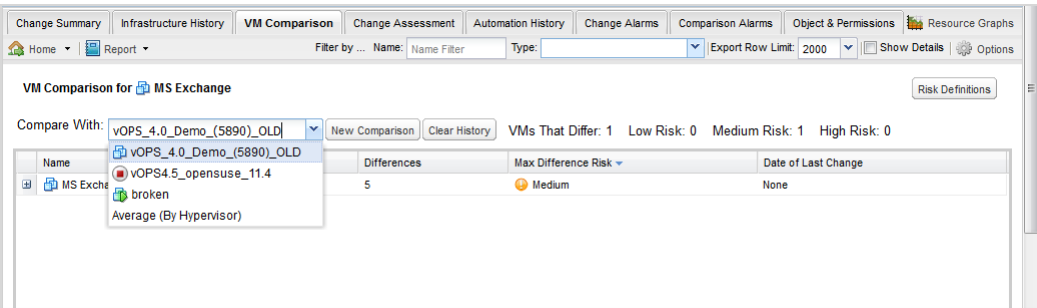 Change Summary Infrastructure History VM Comparison Change Assessment Automation History Change Alarms Comparison Alarms Object & Permissions Resource Graphs
Home Report Filter by ... Name: Name Filter Type: Export Row Limit: 2000 Show Details Options
VM Comparison for MS Exchange Risk Definitions
Compare With: vOPS_4.0_Demo_(5890)_OLD New Comparison Clear History VMs That Differ: 1 Low Risk: 0 Medium Risk: 1 High Risk: 0
vOPS_4.0_Demo_(5890)_OLD
vOPS4.5_opensuse_11.4
broken
Average (By Hypervisor)
Name Differences Max Difference Risk Date of Last Change
MS Excha 5 Medium None